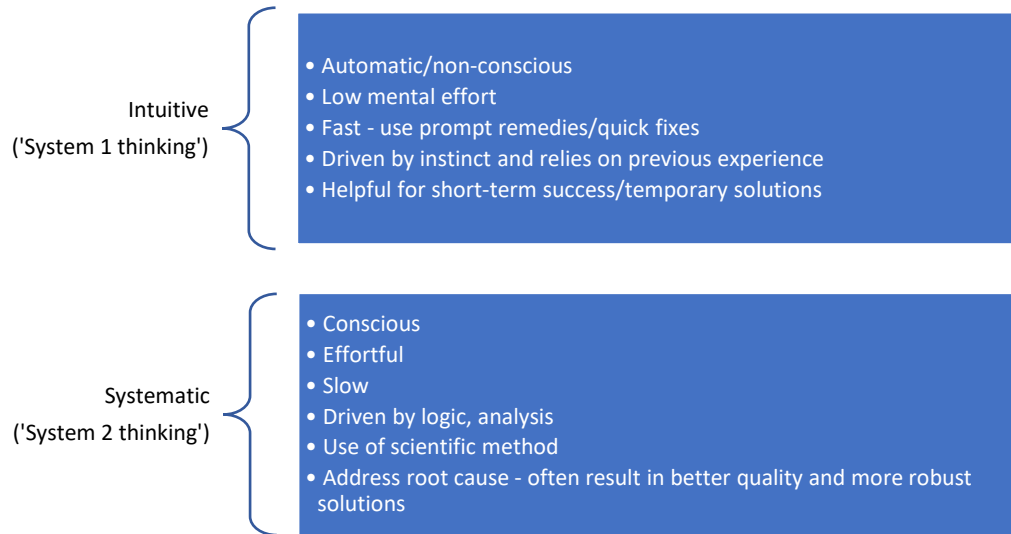 Intuitive
('System 1 thinking')
• Automatic/non-conscious
• Low mental effort
• Fast - use prompt remedies/quick fixes
• Driven by instinct and relies on previous experience
• Helpful for short-term success/temporary solutions
Systematic
('System 2 thinking')
• Conscious
• Effortful
• Slow
• Driven by logic, analysis
• Use of scientific method
• Address root cause - often result in better quality and more robust
solutions